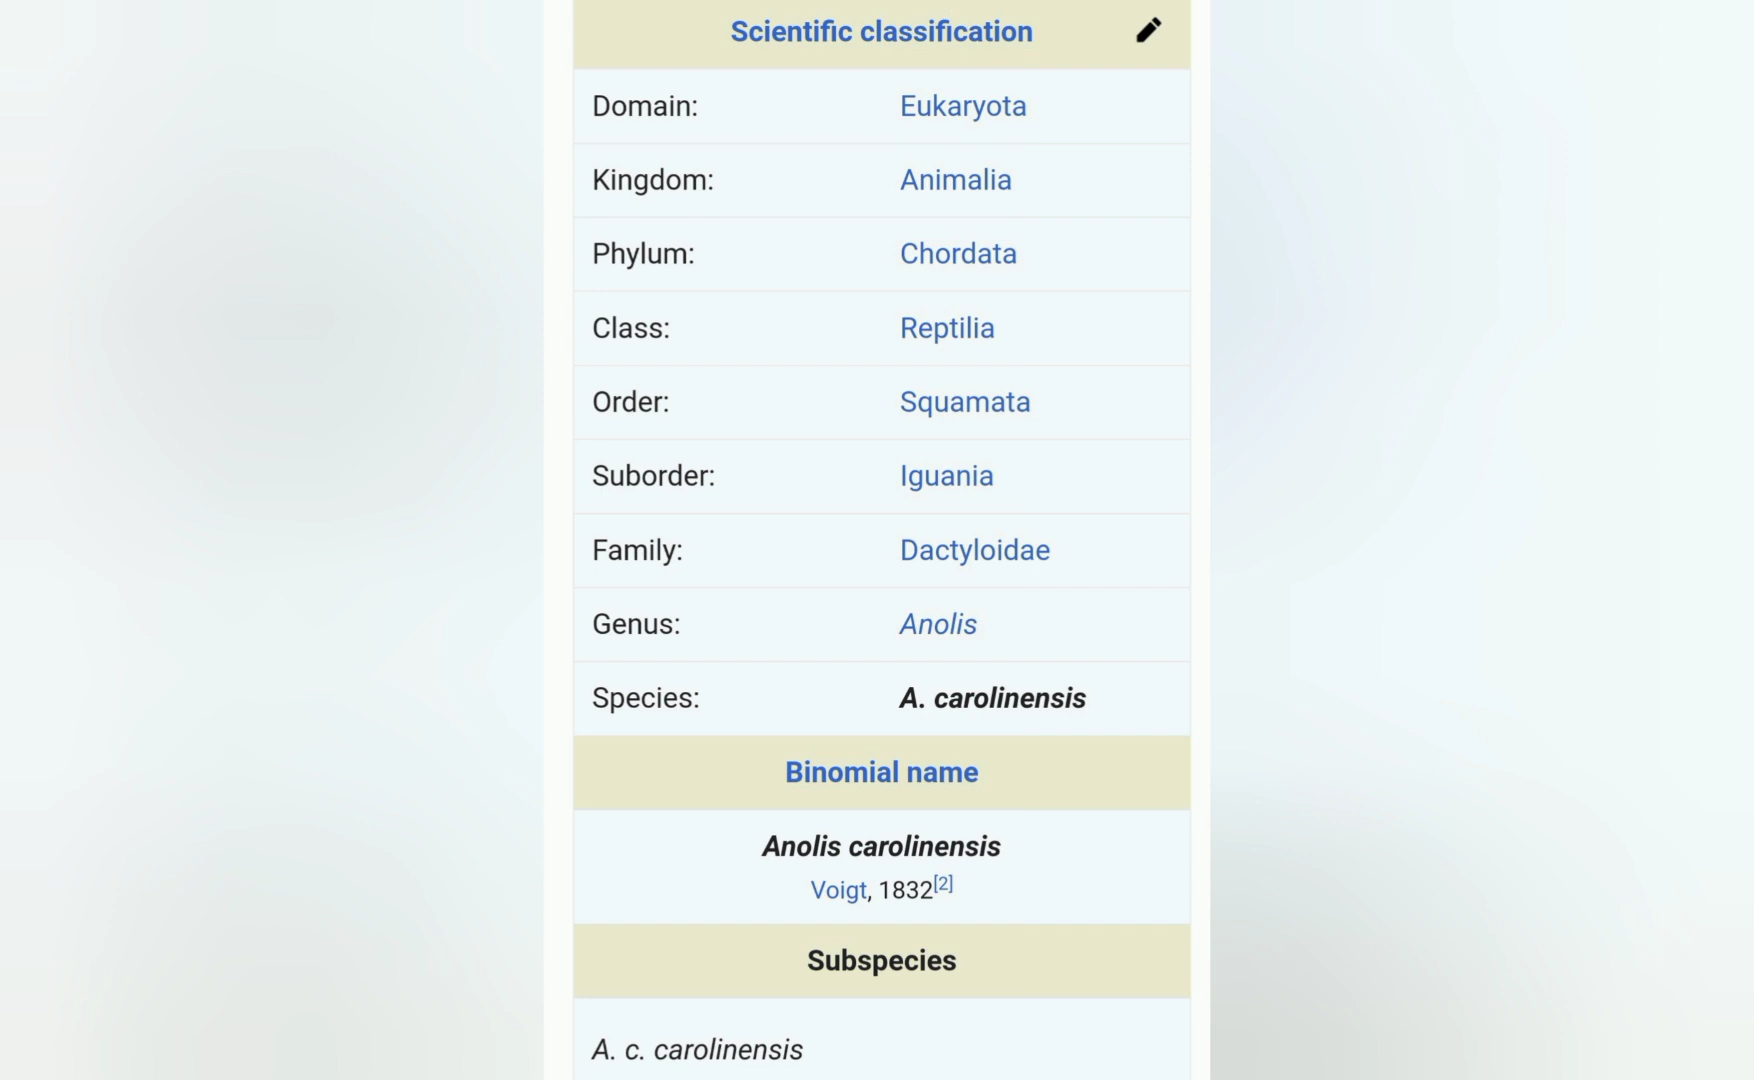 Scientific classification
Domain: Eukaryota
Kingdom: Animalia
Phylum: Chordata
Class: Reptilia
Order: Squamata
Suborder: Iguania
Family: Dactyloidae
Genus: Anolis
Species: A. carolinensis
Binomial name
Anolis carolinensis
Voigt, 1832[2]
Subspecies
A. c. carolinensis